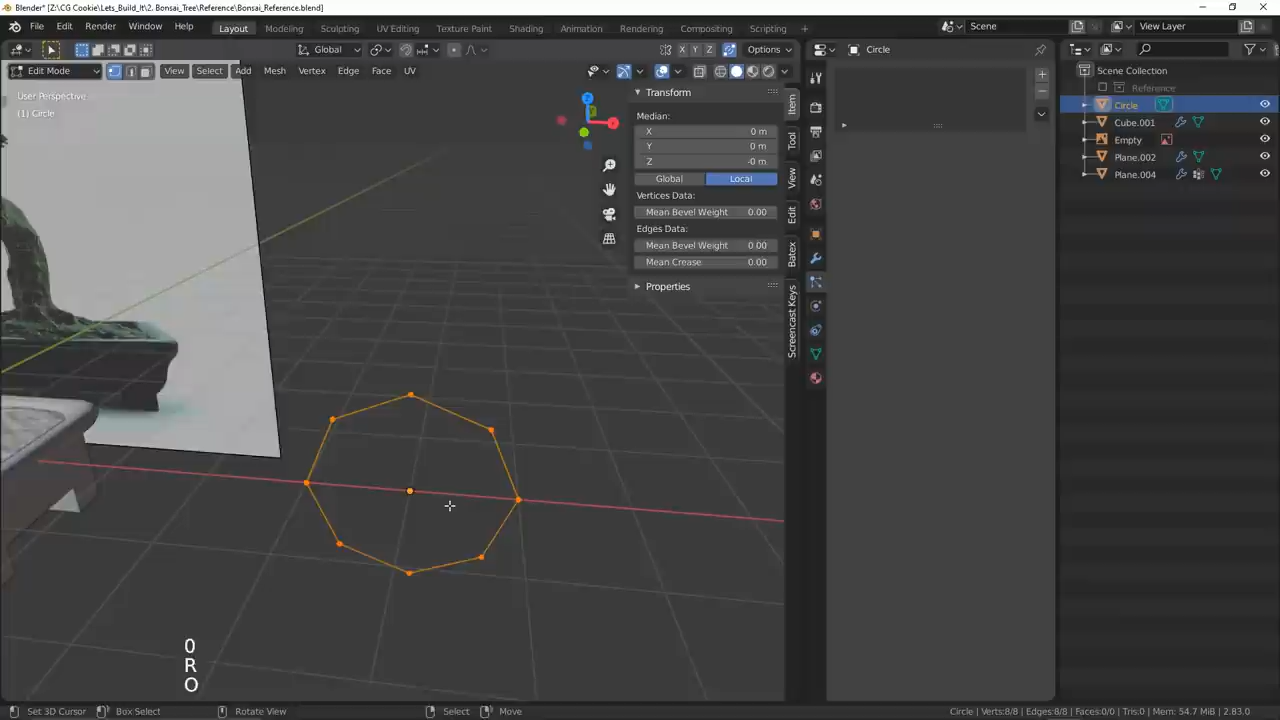 Blender* [Z:\CG Cookie\Lets_Build_It\2. Bonsai_Tree\Reference\Bonsai_Reference.blend]
File Edit Render Window Help Layout Modeling Sculpting UV Editing Texture Paint Shading Animation Rendering Compositing Scripting + Scene View Layer
Global X Y Z Options Circle
Edit Mode View Select Add Mesh Vertex Edge Face UV
User Perspective
(1) Circle
Transform
Median:
X 0 m
Y 0 m
Z -0 m
Global Local
Vertices Data:
Mean Bevel Weight 0.00
Edges Data:
Mean Bevel Weight 0.00
Mean Crease 0.00
Properties
Item
Tool
View
Edit
Batex
Screencast Keys
Scene Collection
Reference
Circle
Cube.001
Empty
Plane.002
Plane.004
0
R
O
Set 3D Cursor Box Select Rotate View Select Move Circle | Verts:8/8 | Edges:8/8 | Faces:0/0 | Tris:0 | Mem: 54.7 MiB | 2.83.0